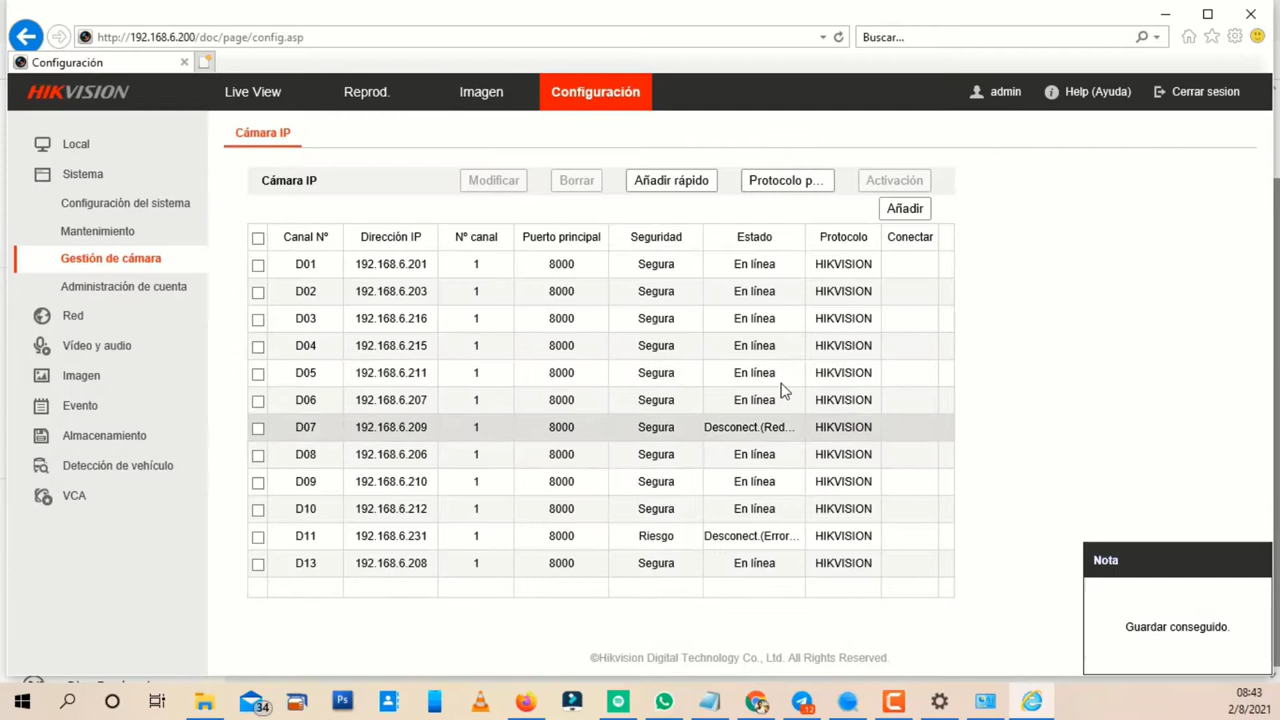 http://192.168.6.200/doc/page/config.asp
Buscar...
Configuración
HIKVISION
Live View
Reprod.
Imagen
Configuración
admin
Help (Ayuda)
Cerrar sesion
Local
Sistema
Configuración del sistema
Mantenimiento
Gestión de cámara
Administración de cuenta
Red
Vídeo y audio
Imagen
Evento
Almacenamiento
Detección de vehículo
VCA
Cámara IP
Cámara IP
Modificar
Borrar
Añadir rápido
Protocolo p...
Activación
Añadir
Canal Nº Dirección IP Nº canal Puerto principal Seguridad Estado Protocolo Conectar
D01 192.168.6.201 1 8000 Segura En línea HIKVISION
D02 192.168.6.203 1 8000 Segura En línea HIKVISION
D03 192.168.6.216 1 8000 Segura En línea HIKVISION
D04 192.168.6.215 1 8000 Segura En línea HIKVISION
D05 192.168.6.211 1 8000 Segura En línea HIKVISION
D06 192.168.6.207 1 8000 Segura En línea HIKVISION
D07 192.168.6.209 1 8000 Segura Desconect.(Red... HIKVISION
D08 192.168.6.206 1 8000 Segura En línea HIKVISION
D09 192.168.6.210 1 8000 Segura En línea HIKVISION
D10 192.168.6.212 1 8000 Segura En línea HIKVISION
D11 192.168.6.231 1 8000 Riesgo Desconect.(Error... HIKVISION
D13 192.168.6.208 1 8000 Segura En línea HIKVISION
Nota
Guardar conseguido.
©Hikvision Digital Technology Co., Ltd. All Rights Reserved.
34
Ps
12
08:43
2/8/2021